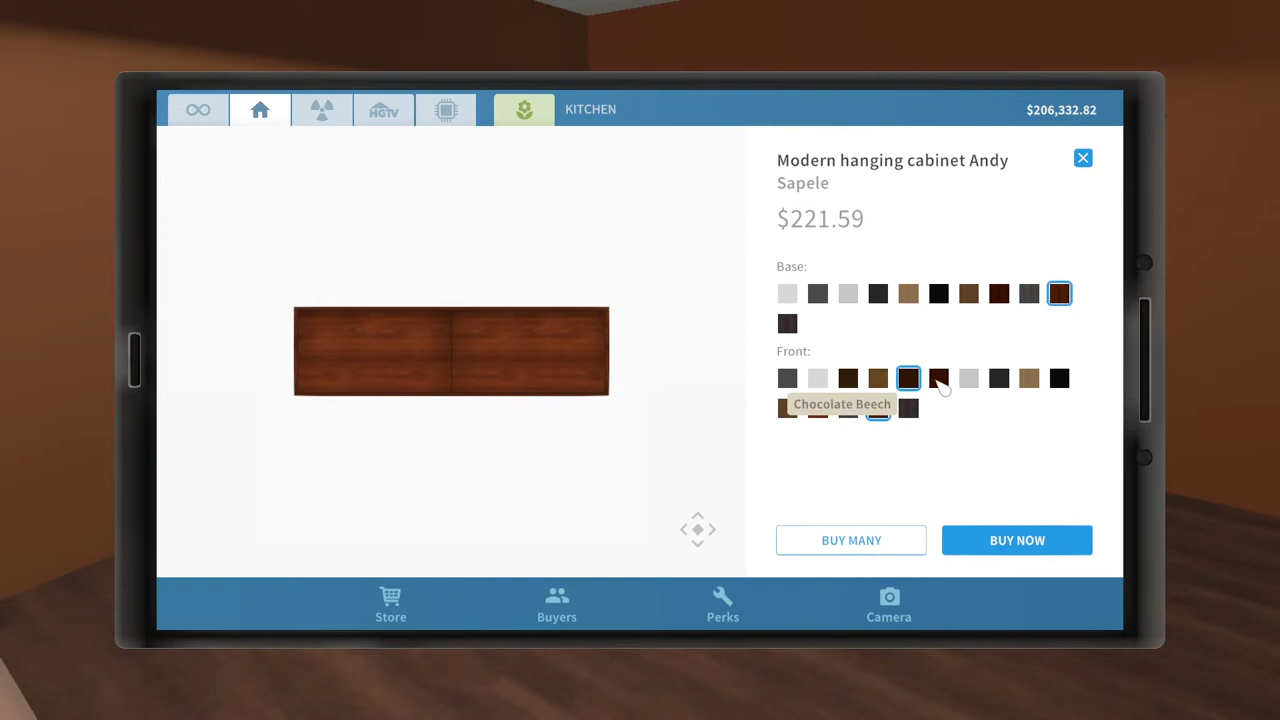 HGTV
KITCHEN
$206,332.82
Modern hanging cabinet Andy
Sapele
$221.59
Base:
Front:
Chocolate Beech
BUY MANY
BUY NOW
Store
Buyers
Perks
Camera